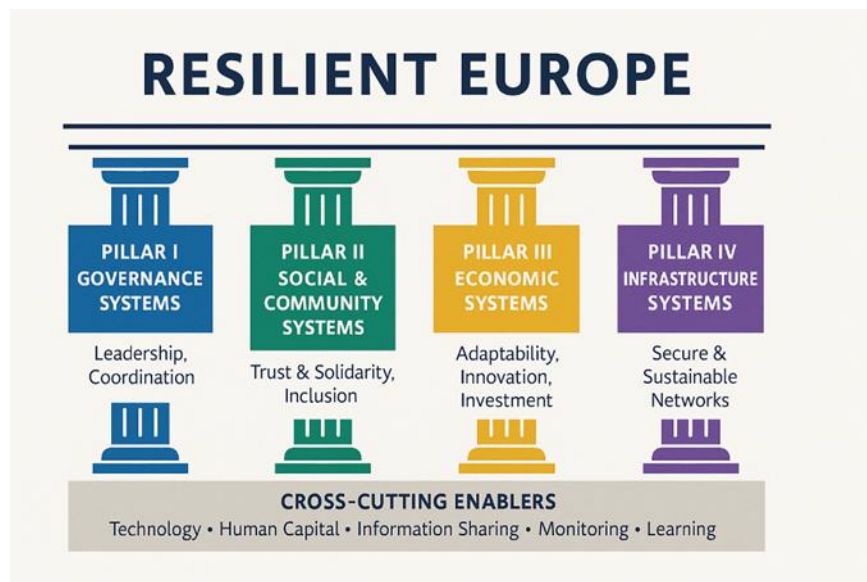 RESILIENT EUROPE
PILLAR I
GOVERNANCE
SYSTEMS
Leadership,
Coordination
PILLAR II
SOCIAL &
COMMUNITY
SYSTEMS
Trust & Solidarity,
Inclusion
PILLAR III
ECONOMIC
SYSTEMS
Adaptability,
Innovation,
Investment
PILLAR IV
INFRASTRUCTURE
SYSTEMS
Secure &
Sustainable
Networks
CROSS-CUTTING ENABLERS
Technology • Human Capital • Information Sharing • Monitoring • Learning